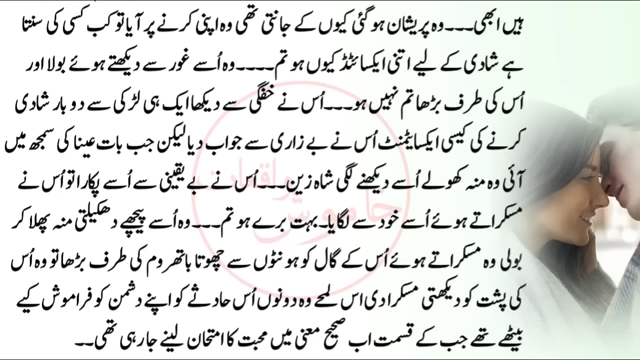 ہیں ابھی۔۔۔وہ پریشان ہوگئی کیوں کے جانتی تھی وہ اپنی کرنے پر آیا تو کب کسی کی سنتا
ہے شادی کے لیے اتنی ایکسائٹڈ کیوں ہو تم۔۔۔۔وہ اُسے غور سے دیکھتے ہوئے بولا اور
اُس کی طرف بڑھا تم نہیں ہو۔۔۔اُس نے خفگی سے دیکھا ایک ہی لڑکی سے دو بار شادی
کرنے کی کیسی ایکسایٹمنٹ اُس نے بے زاری سے جواب دیا لیکن جب بات عینا کی سمجھ میں
آئی وہ منہ کھولے اُسے دیکھنے لگی شاہ زین۔۔۔اُس نے بے یقینی سے اُسے پکارا تو اُس نے
مسکراتے ہوئے اُسے خود سے لگایا۔بہت برے ہو تم۔۔۔وہ اُسے پیچھے دھکیلتی منہ پھلا کر
بولی وہ مسکراتے ہوئے اُس کے گال کو ہونٹوں سے چھوتا باتھروم کی طرف بڑھا تو وہ اُس
کی پشت کو دیکھتی مسکرا دی اس لمحے وہ دونوں اُس حادثے کو اپنے دشمن کو فراموش کیے
بیٹھے تھے جب کے قسمت اب صحیح معنی میں محبت کا امتحان لینے جا رہی تھی۔۔